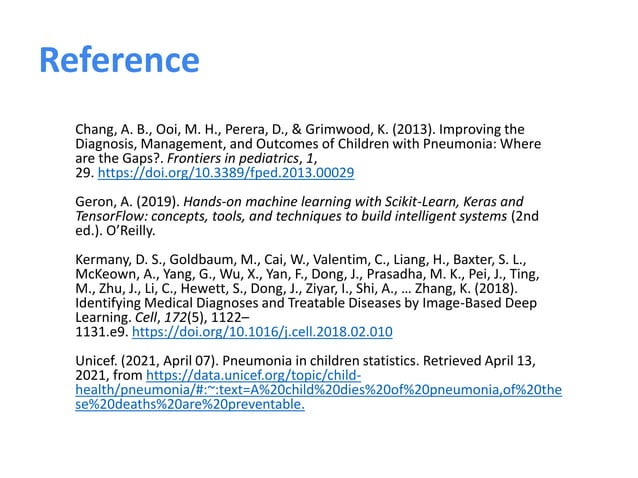 Reference
Chang, A. B., Ooi, M. H., Perera, D., & Grimwood, K. (2013). Improving the
Diagnosis, Management, and Outcomes of Children with Pneumonia: Where
are the Gaps?. Frontiers in pediatrics, 1,
29. https://doi.org/10.3389/fped.2013.00029
Geron, A. (2019). Hands-on machine learning with Scikit-Learn, Keras and
TensorFlow: concepts, tools, and techniques to build intelligent systems (2nd
ed.). O’Reilly.
Kermany, D. S., Goldbaum, M., Cai, W., Valentim, C., Liang, H., Baxter, S. L.,
McKeown, A., Yang, G., Wu, X., Yan, F., Dong, J., Prasadha, M. K., Pei, J., Ting,
M., Zhu, J., Li, C., Hewett, S., Dong, J., Ziyar, I., Shi, A., … Zhang, K. (2018).
Identifying Medical Diagnoses and Treatable Diseases by Image-Based Deep
Learning. Cell, 172(5), 1122–
1131.e9. https://doi.org/10.1016/j.cell.2018.02.010
Unicef. (2021, April 07). Pneumonia in children statistics. Retrieved April 13,
2021, from https://data.unicef.org/topic/child-
health/pneumonia/#:~:text=A%20child%20dies%20of%20pneumonia,of%20the
se%20deaths%20are%20preventable.